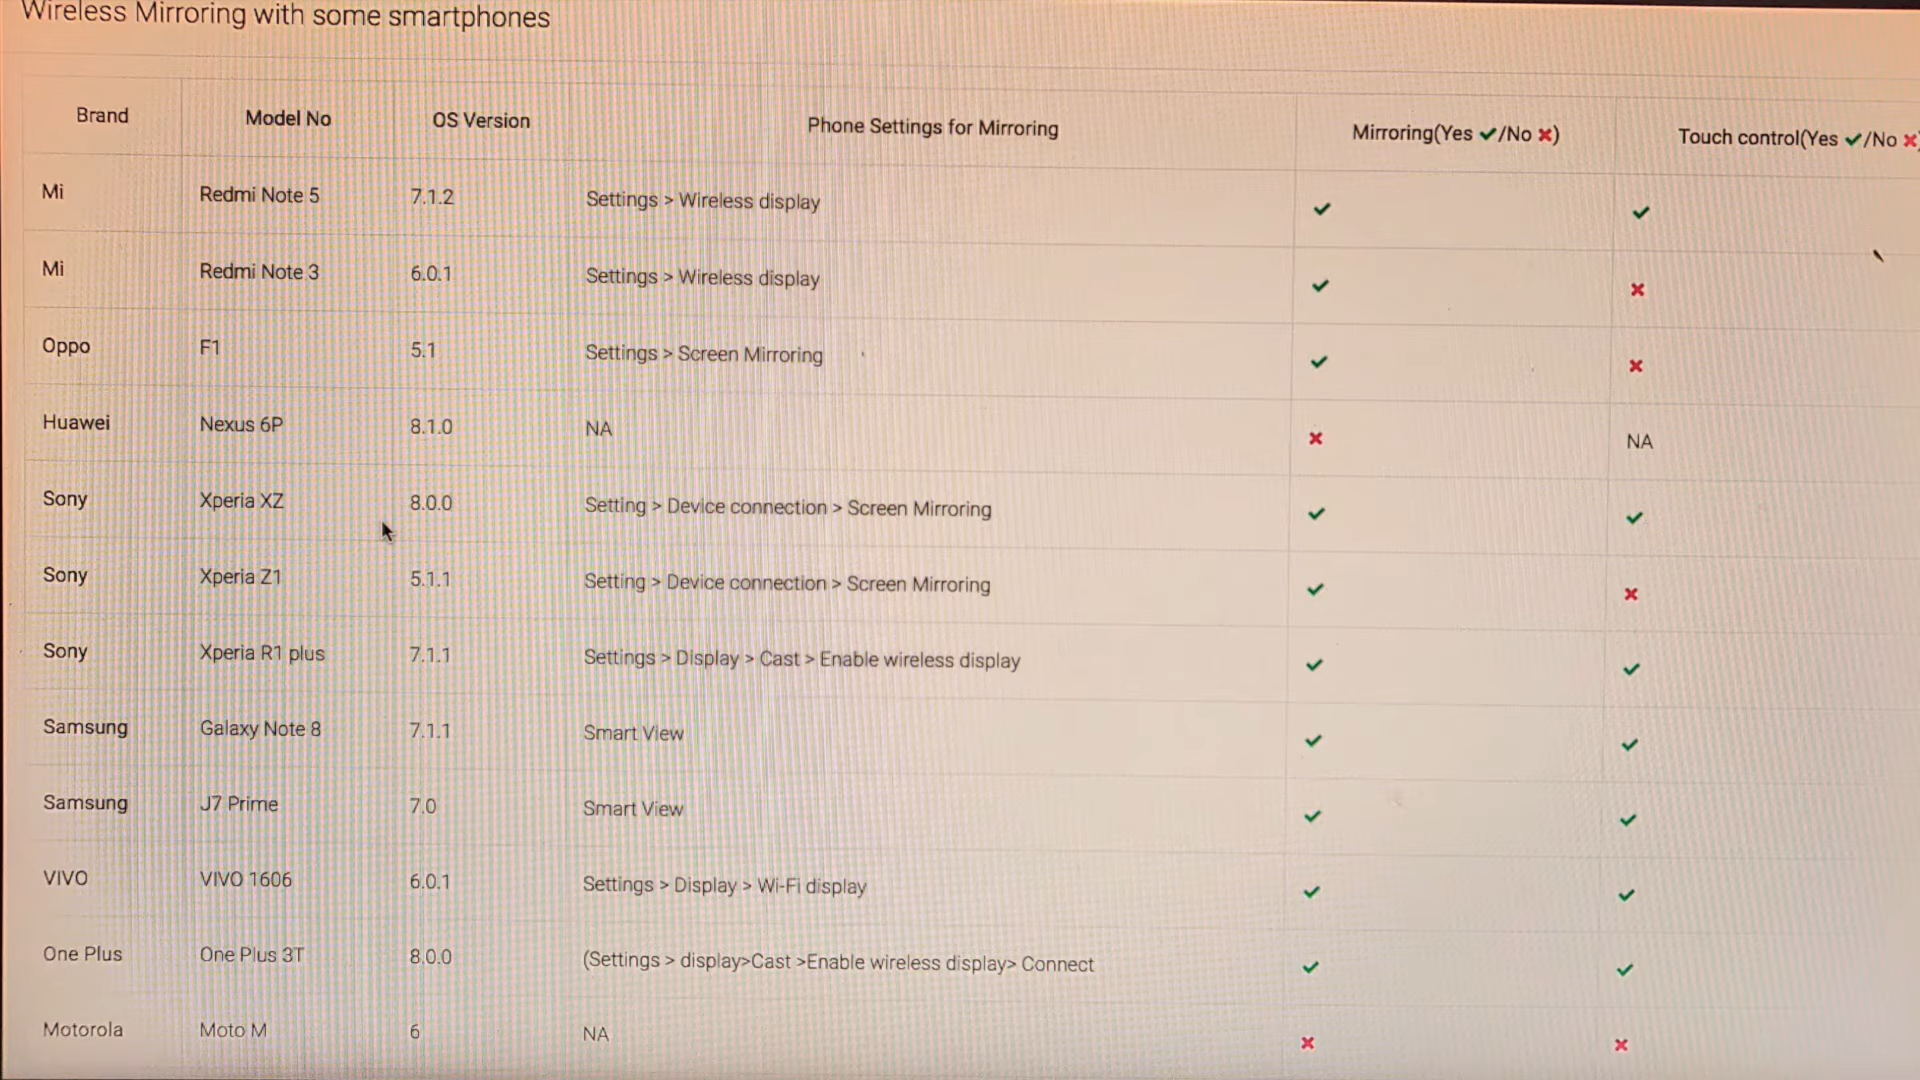 Wireless Mirroring with some smartphones
Brand Model No OS Version Phone Settings for Mirroring Mirroring(Yes ✔/No ✖) Touch control(Yes ✔/No ✖)
Mi Redmi Note 5 7.1.2 Settings > Wireless display ✔ ✔
Mi Redmi Note 3 6.0.1 Settings > Wireless display ✔ ✖
Oppo F1 5.1 Settings > Screen Mirroring ✔ ✖
Huawei Nexus 6P 8.1.0 NA ✖ NA
Sony Xperia XZ 8.0.0 Setting > Device connection > Screen Mirroring ✔ ✔
Sony Xperia Z1 5.1.1 Setting > Device connection > Screen Mirroring ✔ ✖
Sony Xperia R1 plus 7.1.1 Settings > Display > Cast > Enable wireless display ✔ ✔
Samsung Galaxy Note 8 7.1.1 Smart View ✔ ✔
Samsung J7 Prime 7.0 Smart View ✔ ✔
VIVO VIVO 1606 6.0.1 Settings > Display > Wi-Fi display ✔ ✔
One Plus One Plus 3T 8.0.0 (Settings > display>Cast >Enable wireless display> Connect ✔ ✔
Motorola Moto M 6 NA ✖ ✖